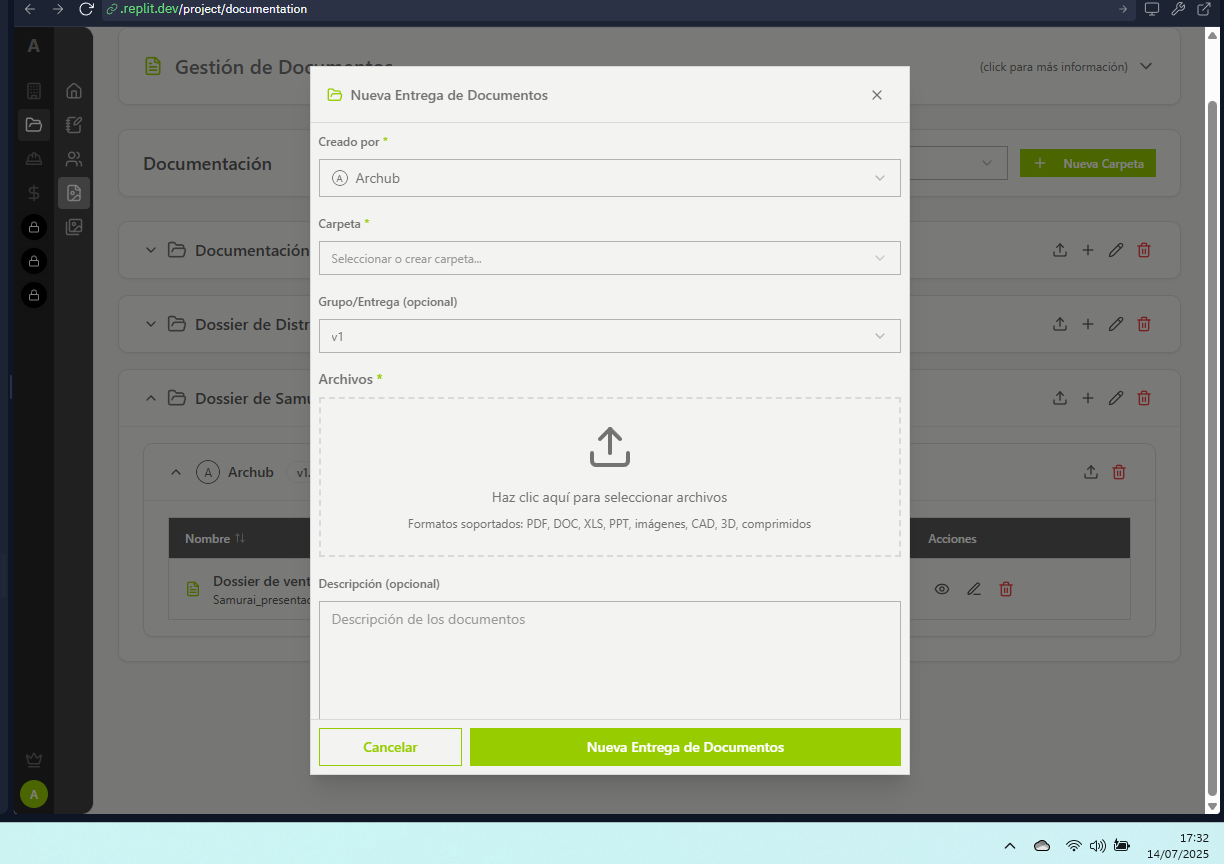 .replit.dev/project/documentation
A
Gestión de Documentos
(click para más información)
Nueva Entrega de Documentos
Creado por *
Documentación
A Archub
Nueva Carpeta
Carpeta *
Documentación
Seleccionar o crear carpeta...
Grupo/Entrega (opcional)
Dossier de Distr
v1
Archivos *
Dossier de Samu
A Archub v1.
Haz clic aquí para seleccionar archivos
Formatos soportados: PDF, DOC, XLS, PPT, imágenes, CAD, 3D, comprimidos
Nombre
Acciones
Dossier de vent
Samurai_presentac
Descripción (opcional)
Descripción de los documentos
Cancelar
Nueva Entrega de Documentos
A
17:32
14/07/2025